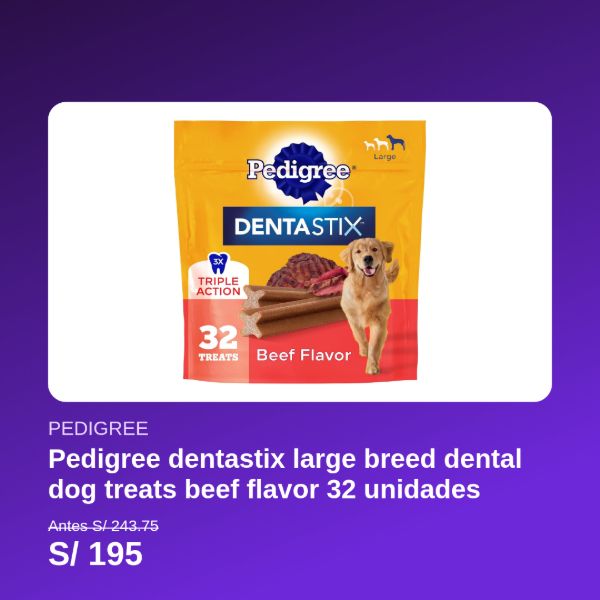 Pedigree®
Large
DENTASTIX™
3X
TRIPLE
ACTION
32
TREATS
Beef Flavor
PEDIGREE
Pedigree dentastix large breed dental
dog treats beef flavor 32 unidades
Antes S/ 243.75
S/ 195